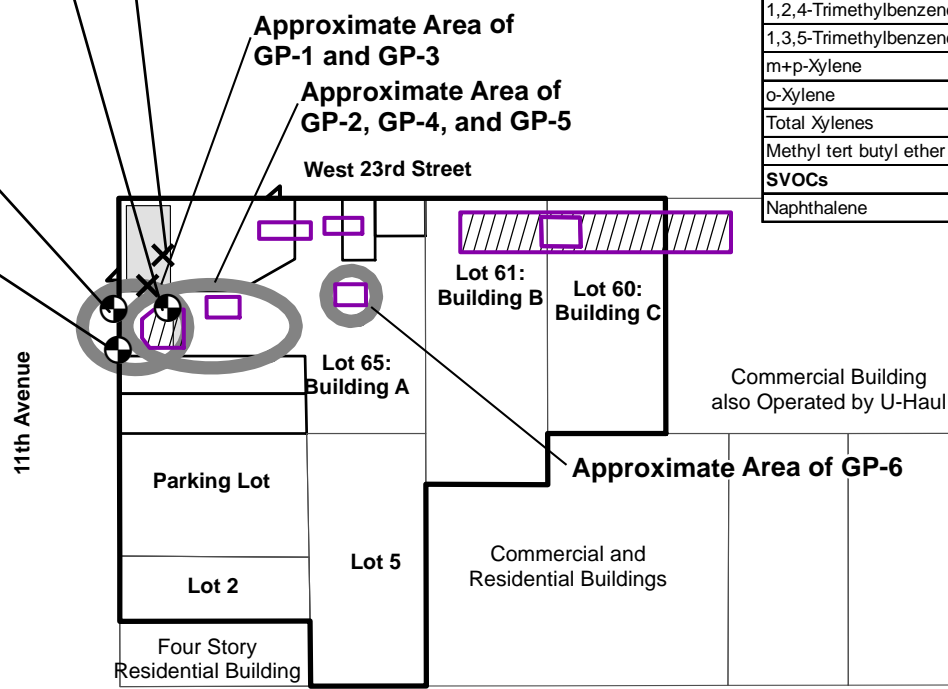 Approximate Area of
GP-1 and GP-3
Approximate Area of
GP-2, GP-4, and GP-5
West 23rd Street
1,2,4-Trimethylbenzene
1,3,5-Trimethylbenzene
m+p-Xylene
o-Xylene
Total Xylenes
Methyl tert butyl ether
SVOCs
Naphthalene
Lot 61:
Building B
Lot 60:
Building C
Lot 65:
Building A
Commercial Building
also Operated by U-Haul
11th Avenue
Approximate Area of GP-6
Parking Lot
Lot 5
Commercial and
Residential Buildings
Lot 2
Four Story
Residential Building